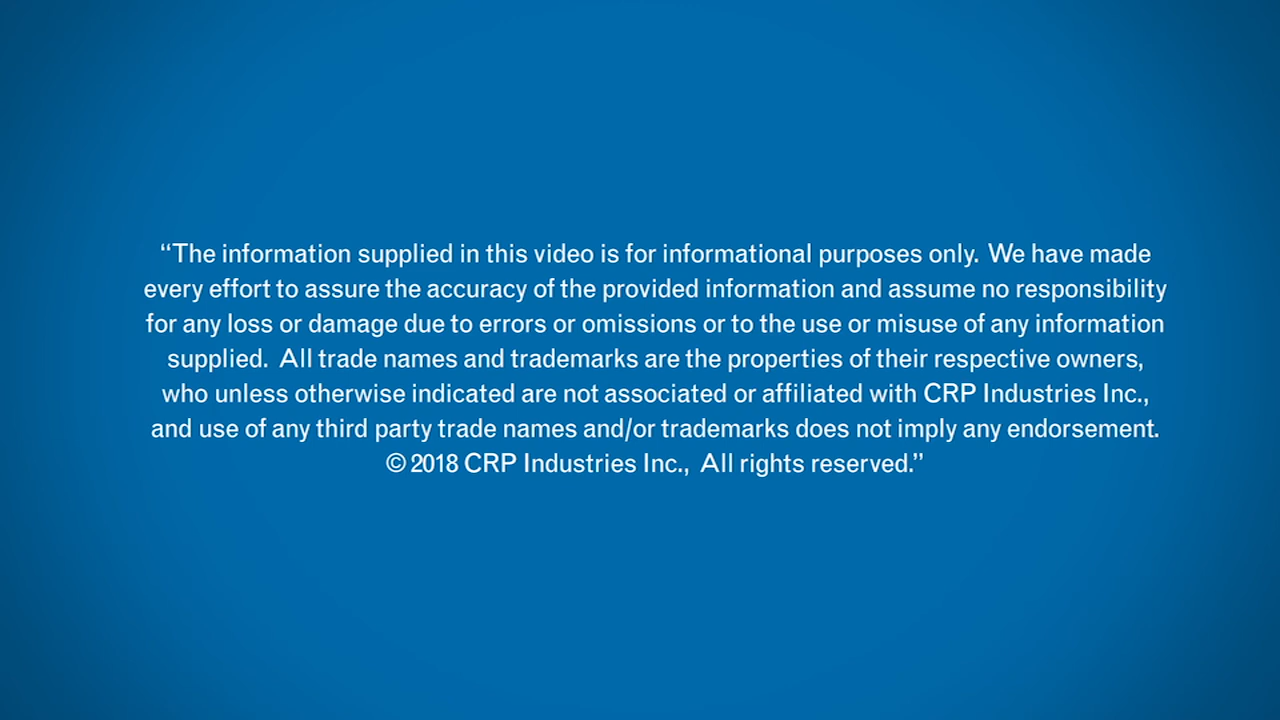 “The information supplied in this video is for informational purposes only.  We have made
every effort to assure the accuracy of the provided information and assume no responsibility
for any loss or damage due to errors or omissions or to the use or misuse of any information
supplied.  All trade names and trademarks are the properties of their respective owners,
who unless otherwise indicated are not associated or affiliated with CRP Industries Inc.,
and use of any third party trade names and/or trademarks does not imply any endorsement.
© 2018 CRP Industries Inc.,  All rights reserved.”